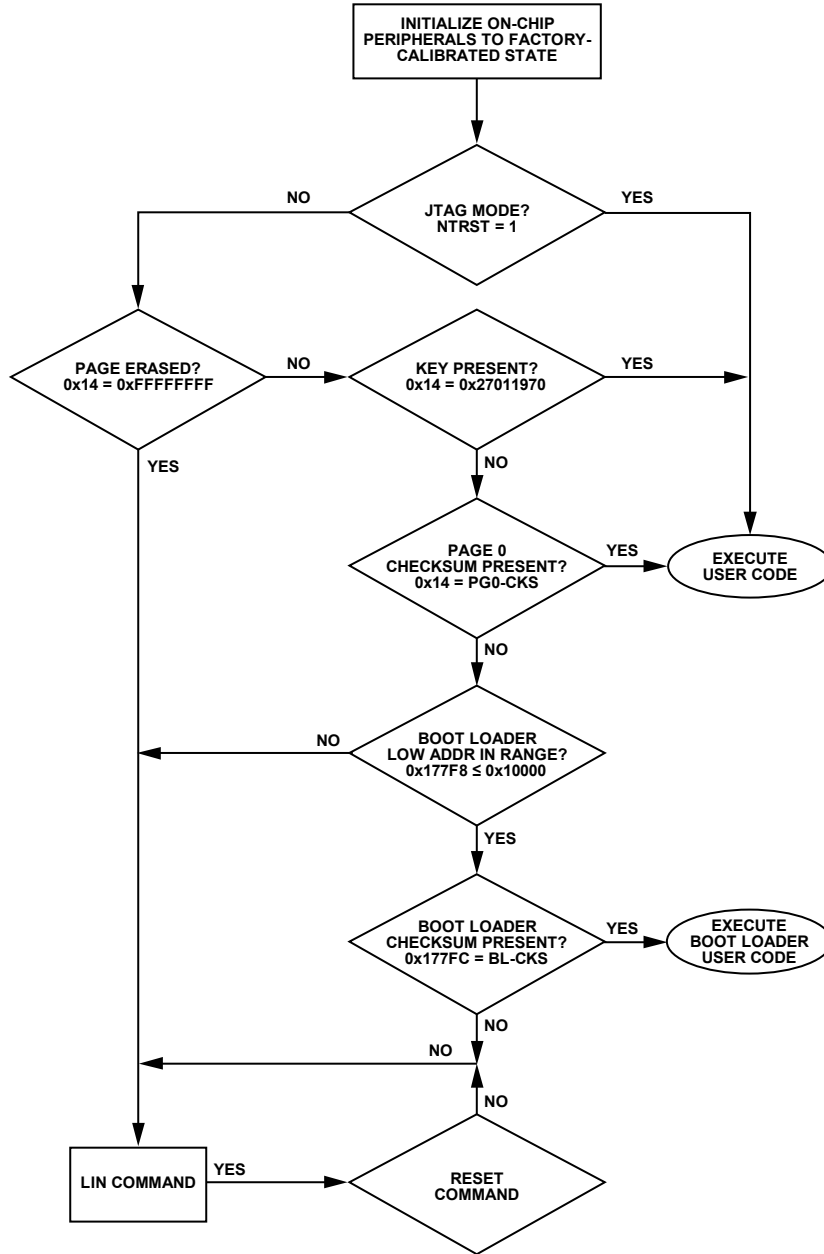 INITIALIZE ON-CHIP
PERIPHERALS TO FACTORY-
CALIBRATED STATE
NO
JTAG MODE?
NTRST = 1
YES
PAGE ERASED?
0x14 = 0xFFFFFFFF
NO
KEY PRESENT?
0x14 = 0x27011970
YES
YES
NO
PAGE 0
CHECKSUM PRESENT?
0x14 = PG0-CKS
YES
EXECUTE
USER CODE
NO
NO
BOOT LOADER
LOW ADDR IN RANGE?
0x177F8 ≤ 0x10000
YES
BOOT LOADER
CHECKSUM PRESENT?
0x177FC = BL-CKS
YES
EXECUTE
BOOT LOADER
USER CODE
NO
NO
NO
LIN COMMAND
YES
RESET
COMMAND